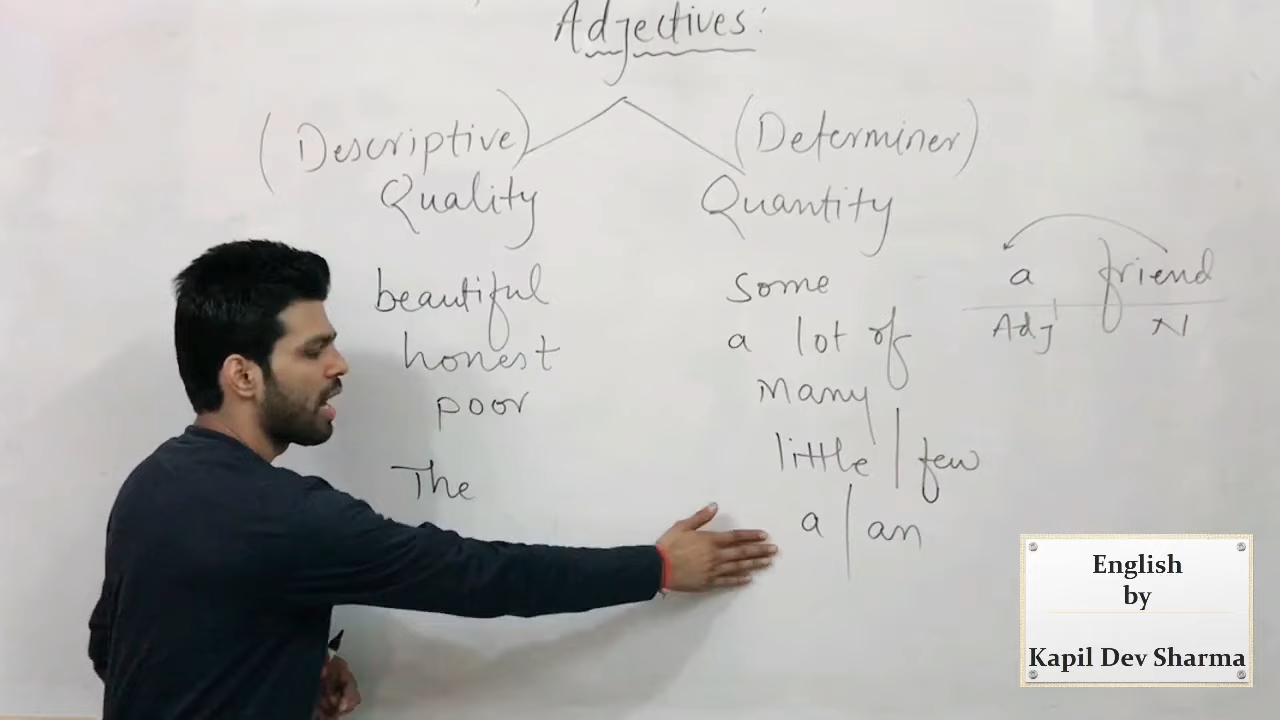 Adjectives:
(Descriptive) (Determiner)
Quality Quantity
beautiful some a friend
honest a lot of Adj N
poor many
The little | few
a | an
English
by
Kapil Dev Sharma